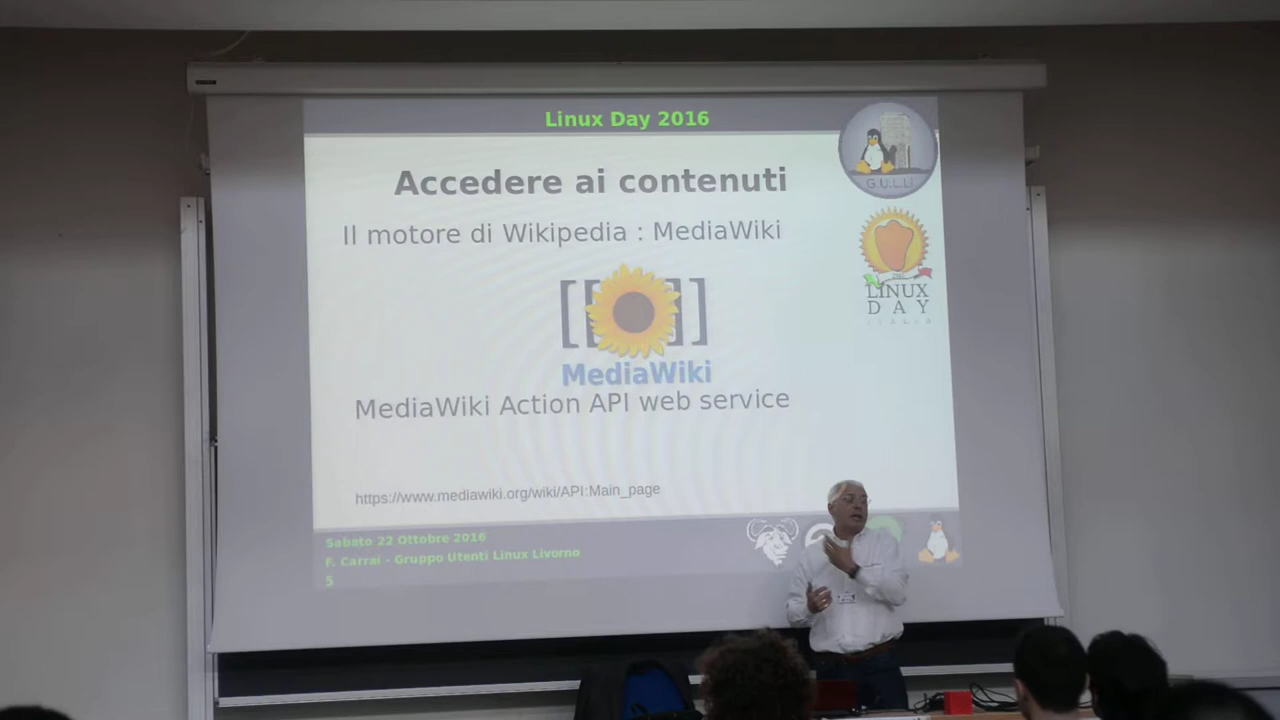 Linux Day 2016
Accedere ai contenuti
G.U.L.LI
Il motore di Wikipedia : MediaWiki
LINUX
DAY
[[ ]]
MediaWiki
MediaWiki Action API web service
https://www.mediawiki.org/wiki/API:Main_page
Sabato 22 Ottobre 2016
F. Carrai - Gruppo Utenti Linux Livorno
5